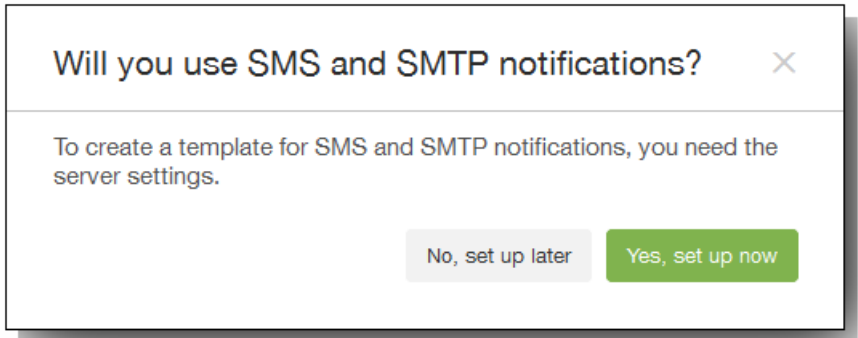 Will you use SMS and SMTP notifications?
To create a template for SMS and SMTP notifications, you need the
server settings.
No, set up later
Yes, set up now